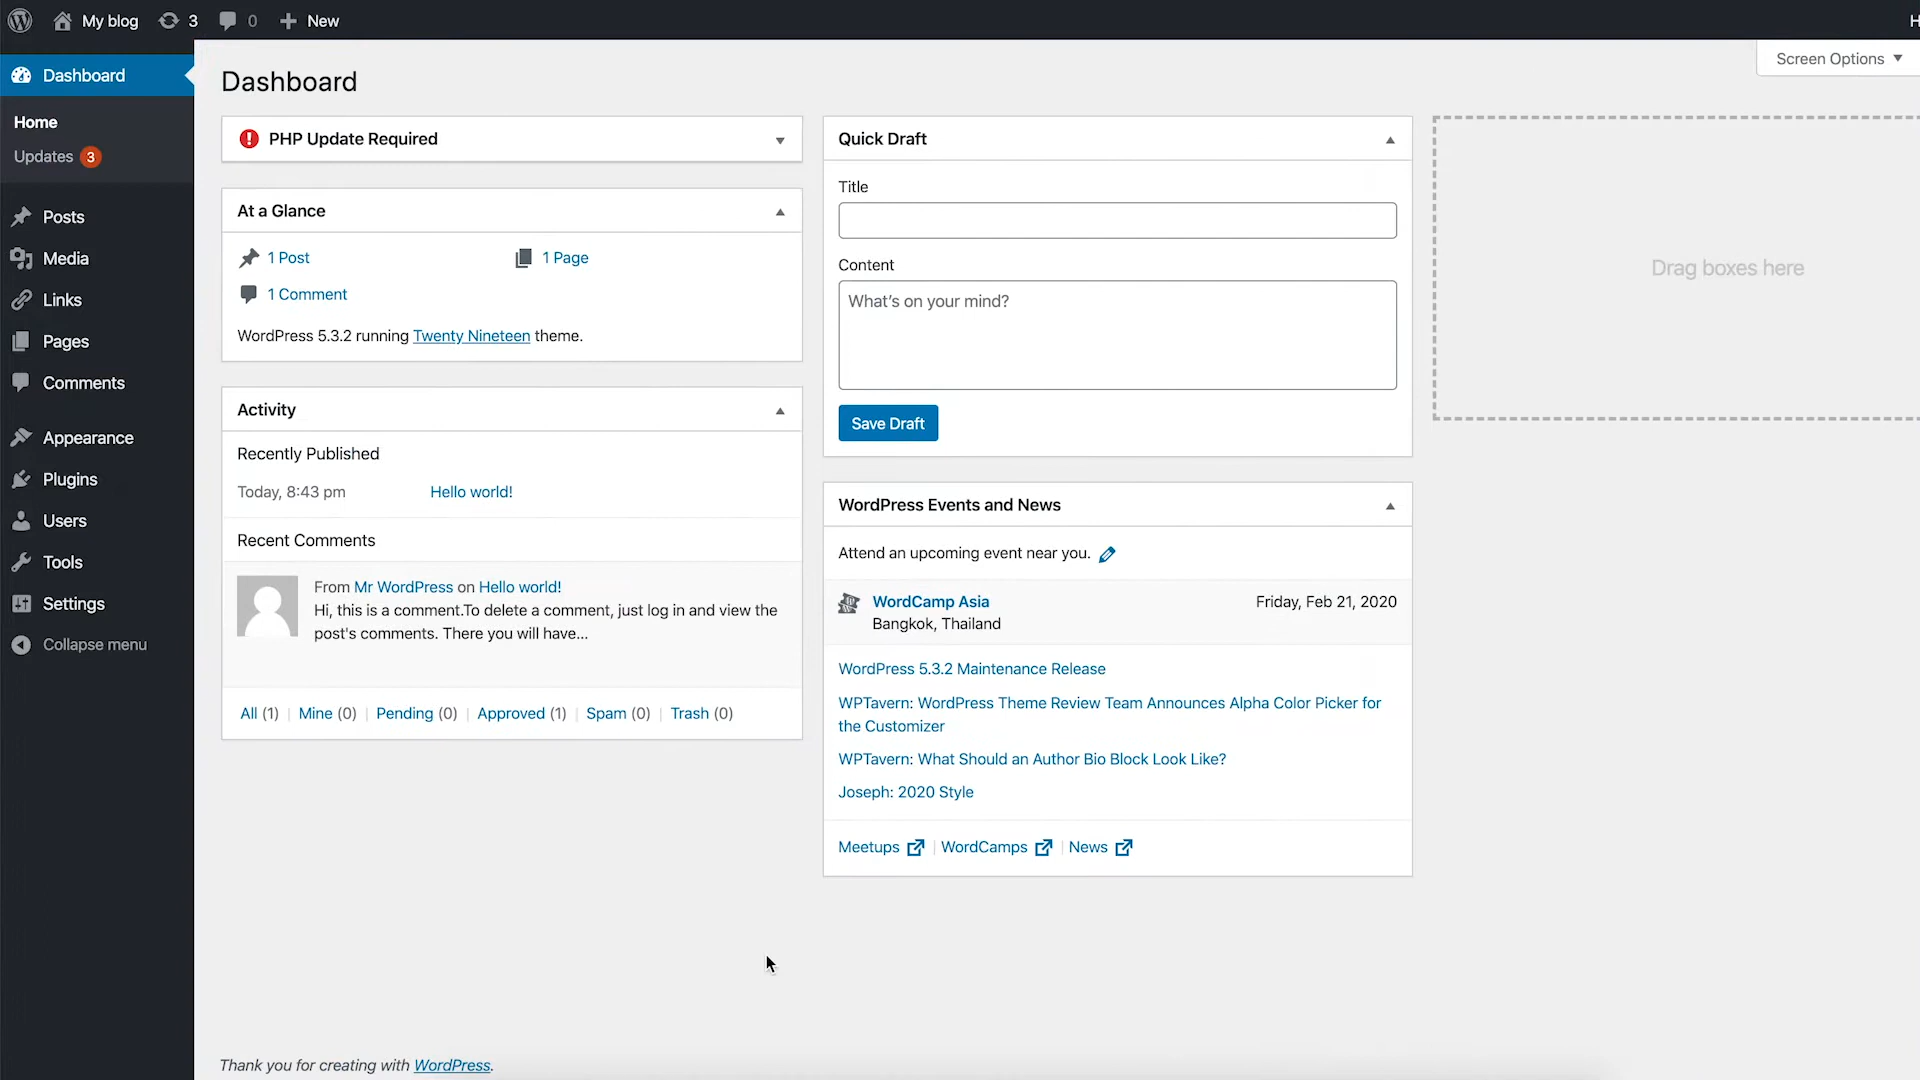 My blog 3 0 New H
Screen Options
Dashboard
Home
Updates 3
Posts
Media
Links
Pages
Comments
Appearance
Plugins
Users
Tools
Settings
Collapse menu
Dashboard
PHP Update Required
At a Glance
1 Post 1 Page
1 Comment
WordPress 5.3.2 running Twenty Nineteen theme.
Activity
Recently Published
Today, 8:43 pm Hello world!
Recent Comments
From Mr WordPress on Hello world!
Hi, this is a comment.To delete a comment, just log in and view the
post's comments. There you will have...
All (1) | Mine (0) | Pending (0) | Approved (1) | Spam (0) | Trash (0)
Quick Draft
Title
Content
What's on your mind?
Save Draft
WordPress Events and News
Attend an upcoming event near you.
WordCamp Asia Friday, Feb 21, 2020
Bangkok, Thailand
WordPress 5.3.2 Maintenance Release
WPTavern: WordPress Theme Review Team Announces Alpha Color Picker for
the Customizer
WPTavern: What Should an Author Bio Block Look Like?
Joseph: 2020 Style
Meetups | WordCamps | News
Drag boxes here
Thank you for creating with WordPress.